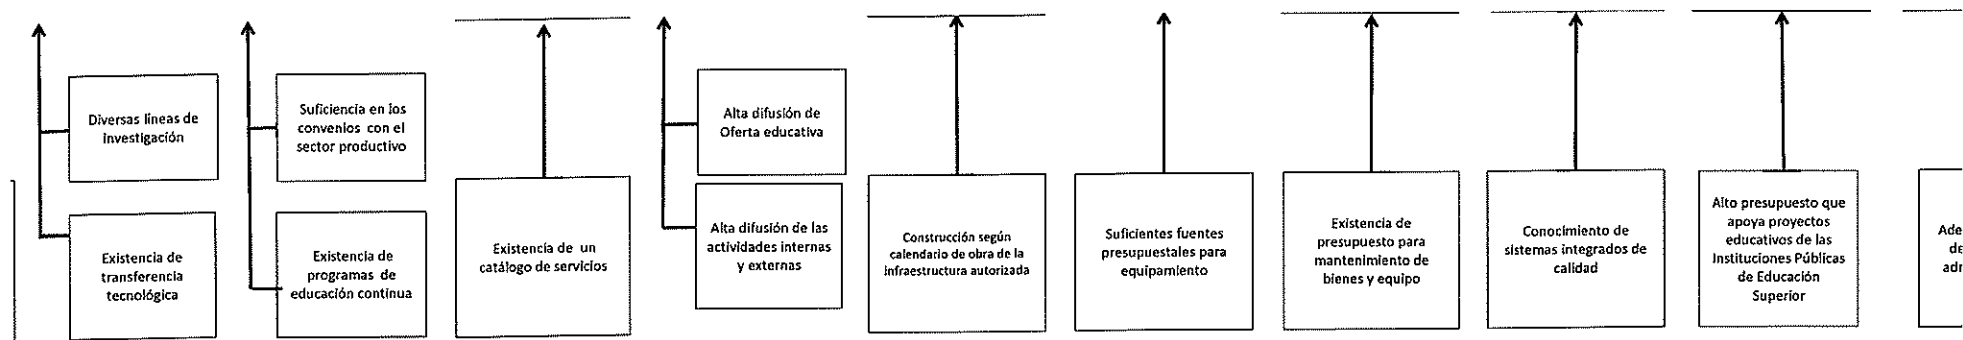 Diversas líneas de
investigación
Existencia de
transferencia
tecnológica
Suficiencia en los
convenios con el
sector productivo
Existencia de
programas de
educación continua
Existencia de un
catálogo de servicios
Alta difusión de
Oferta educativa
Alta difusión de las
actividades internas
y externas
Construcción según
calendario de obra de la
infraestructura autorizada
Suficientes fuentes
presupuestales para
equipamiento
Existencia de
presupuesto para
mantenimiento de
bienes y equipo
Conocimiento de
sistemas integrados de
calidad
Alto presupuesto que
apoya proyectos
educativos de las
Instituciones Públicas
de Educación
Superior